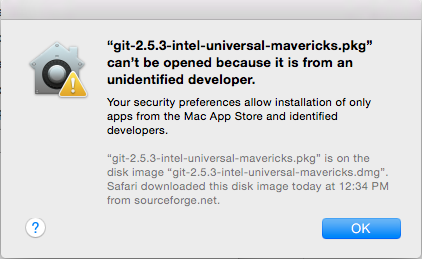 “git-2.5.3-intel-universal-mavericks.pkg”
can’t be opened because it is from an
unidentified developer.
Your security preferences allow installation of only
apps from the Mac App Store and identified
developers.
“git-2.5.3-intel-universal-mavericks.pkg” is on the
disk image “git-2.5.3-intel-universal-mavericks.dmg”.
Safari downloaded this disk image today at 12:34 PM
from sourceforge.net.
?
OK